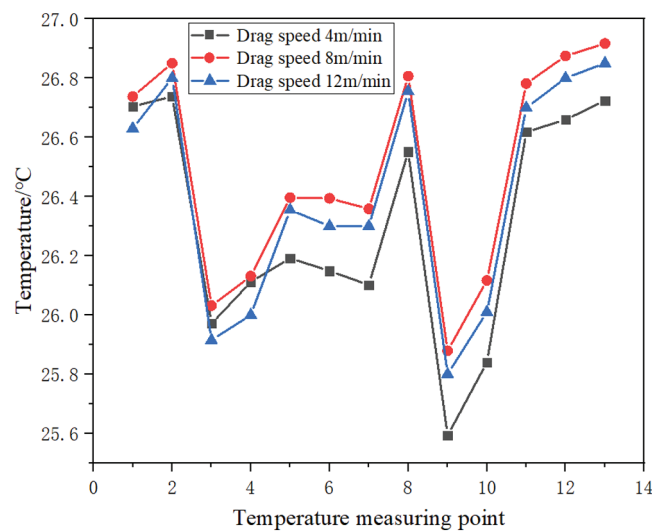 27.0
26.8
26.6
26.4
26.2
26.0
25.8
25.6
Temperature/°C
Drag speed 4m/min
Drag speed 8m/min
Drag speed 12m/min
0 2 4 6 8 10 12 14
Temperature measuring point